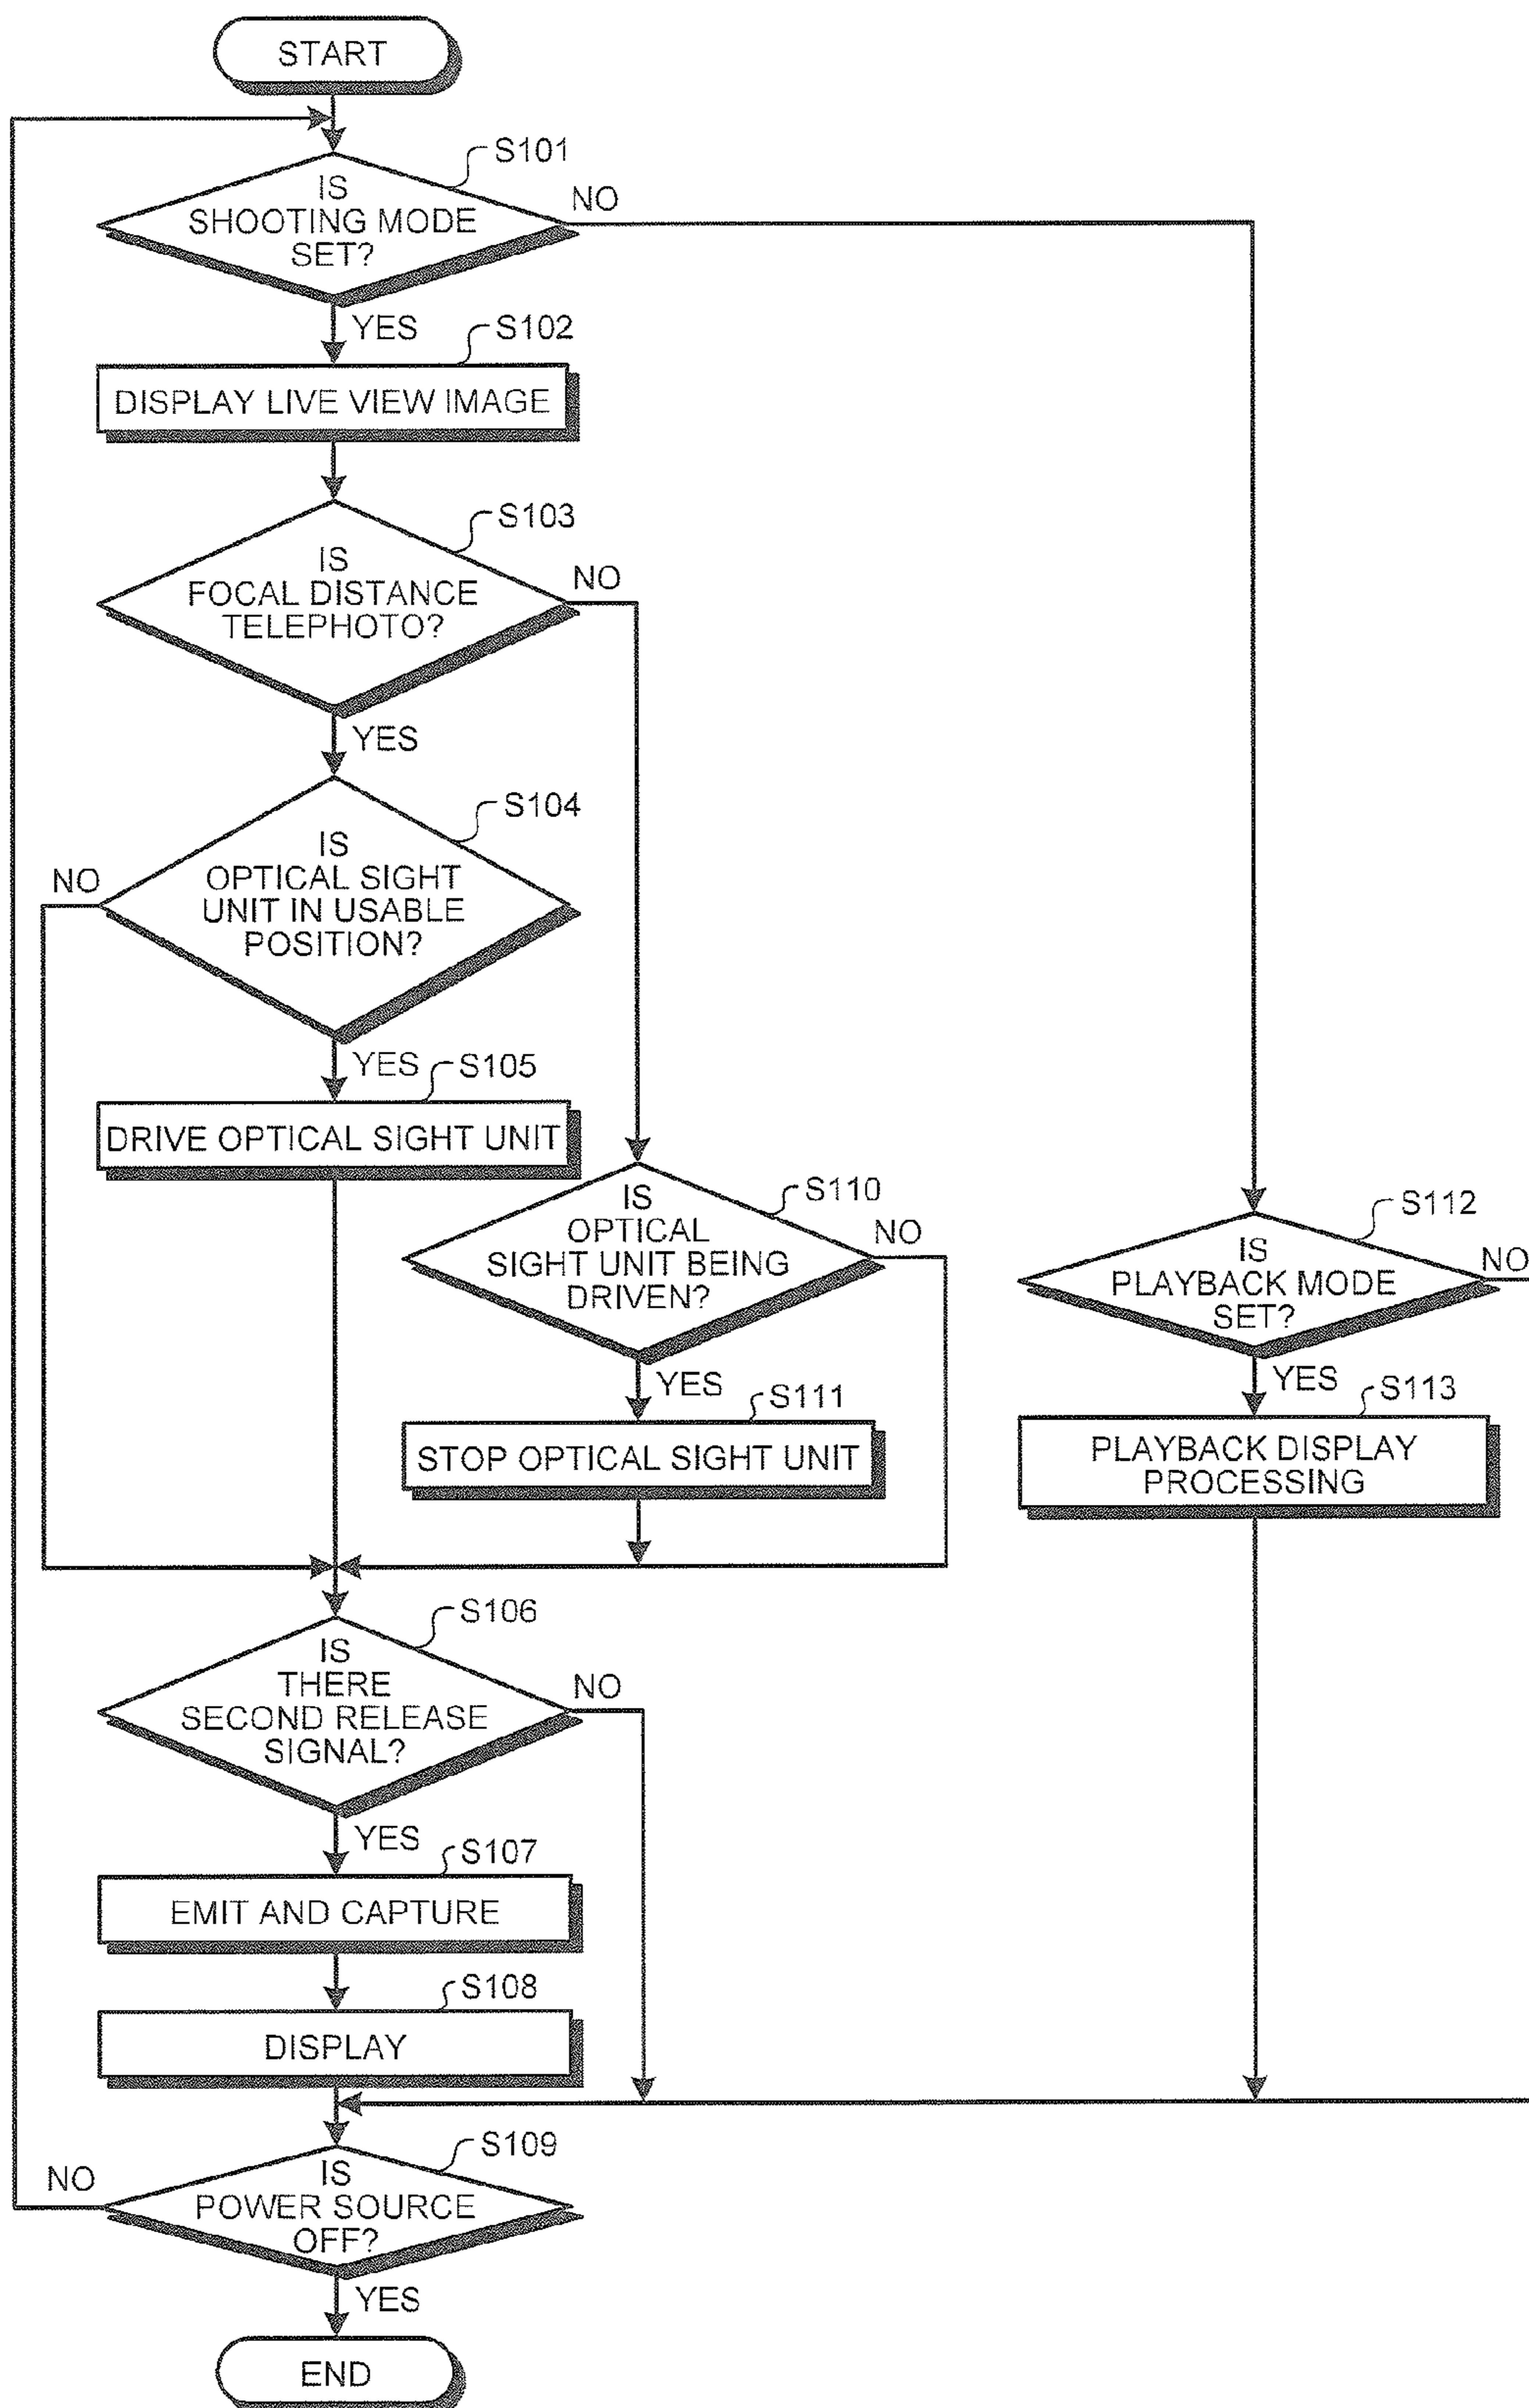 START
S101
IS
SHOOTING MODE
SET?
NO
YES
S102
DISPLAY LIVE VIEW IMAGE
S103
IS
FOCAL DISTANCE
TELEPHOTO?
NO
YES
S104
IS
OPTICAL SIGHT
UNIT IN USABLE
POSITION?
NO
YES
S105
DRIVE OPTICAL SIGHT UNIT
S110
IS
OPTICAL
SIGHT UNIT BEING
DRIVEN?
NO
YES
S111
STOP OPTICAL SIGHT UNIT
S112
IS
PLAYBACK MODE
SET?
NO
YES
S113
PLAYBACK DISPLAY
PROCESSING
S106
IS
THERE
SECOND RELEASE
SIGNAL?
NO
YES
S107
EMIT AND CAPTURE
S108
DISPLAY
S109
IS
POWER SOURCE
OFF?
NO
YES
END